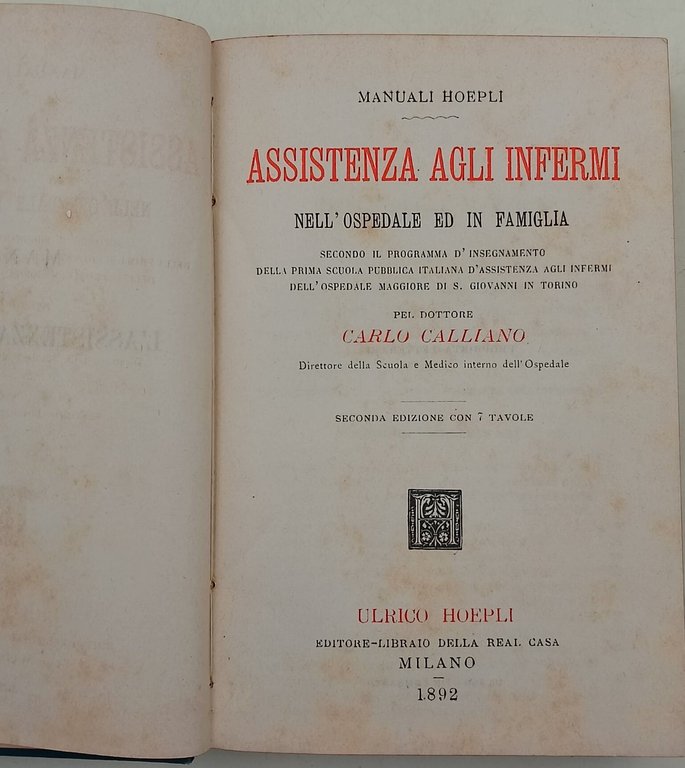 MANUALI HOEPLI
ASSISTENZA AGLI INFERMI
NELL'OSPEDALE ED IN FAMIGLIA
SECONDO IL PROGRAMMA D'INSEGNAMENTO
DELLA PRIMA SCUOLA PUBBLICA ITALIANA D'ASSISTENZA AGLI INFERMI
DELL'OSPEDALE MAGGIORE DI S. GIOVANNI IN TORINO
PEL DOTTORE
CARLO CALLIANO
Direttore della Scuola e Medico interno dell'Ospedale
SECONDA EDIZIONE CON 7 TAVOLE
H
ULRICO HOEPLI
EDITORE-LIBRAIO DELLA REAL CASA
MILANO
1892